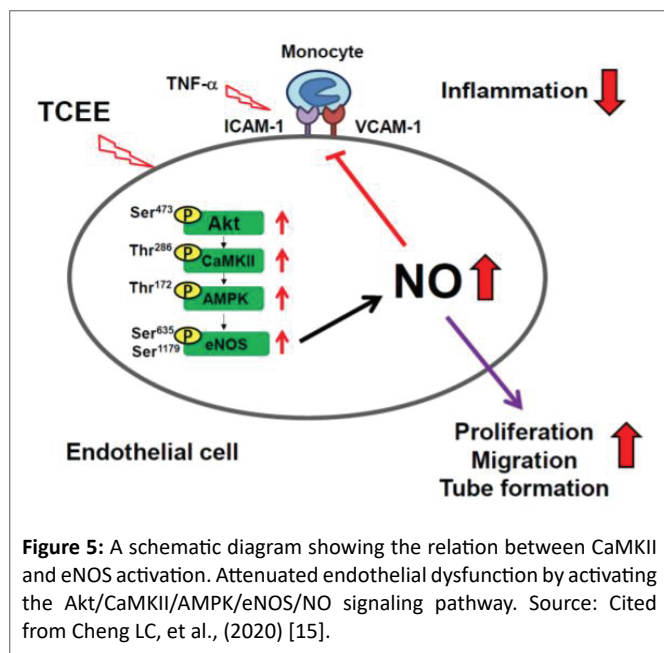 Monocyte
TNF-α
Inflammation
TCEE
ICAM-1
VCAM-1
Ser473
P
Akt
Thr286
P
CaMKII
Thr172
P
AMPK
Ser635
Ser1179
P
eNOS
NO
Endothelial cell
Proliferation
Migration
Tube formation
Figure 5: A schematic diagram showing the relation between CaMKII
and eNOS activation. Attenuated endothelial dysfunction by activating
the Akt/CaMKII/AMPK/eNOS/NO signaling pathway. Source: Cited
from Cheng LC, et al., (2020) [15].